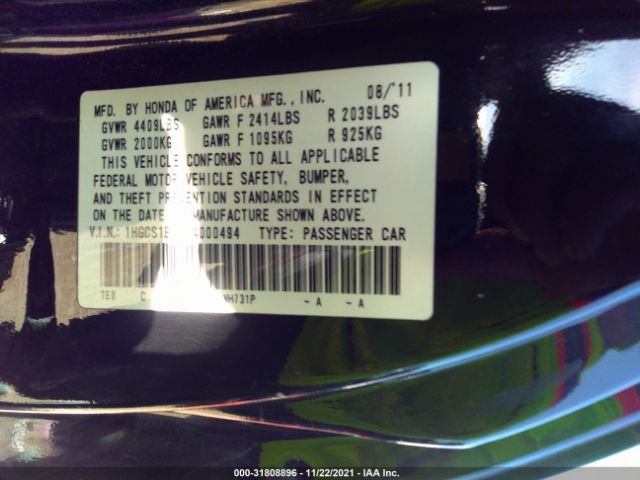 MFD. BY HONDA OF AMERICA MFG., INC. 08/'11
GVWR 4409LBS GAWR F 2414LBS R 2039LBS
GVWR 2000KG GAWR F 1095KG R 925KG
THIS VEHICLE CONFORMS TO ALL APPLICABLE
FEDERAL MOTOR VEHICLE SAFETY, BUMPER,
AND THEFT PREVENTION STANDARDS IN EFFECT
ON THE DATE MANUFACTURE SHOWN ABOVE.
V.I.N.: TYPE: PASSENGER CAR
NH731P -A -A
000-31808896 - 11/22/2021 - IAA Inc.